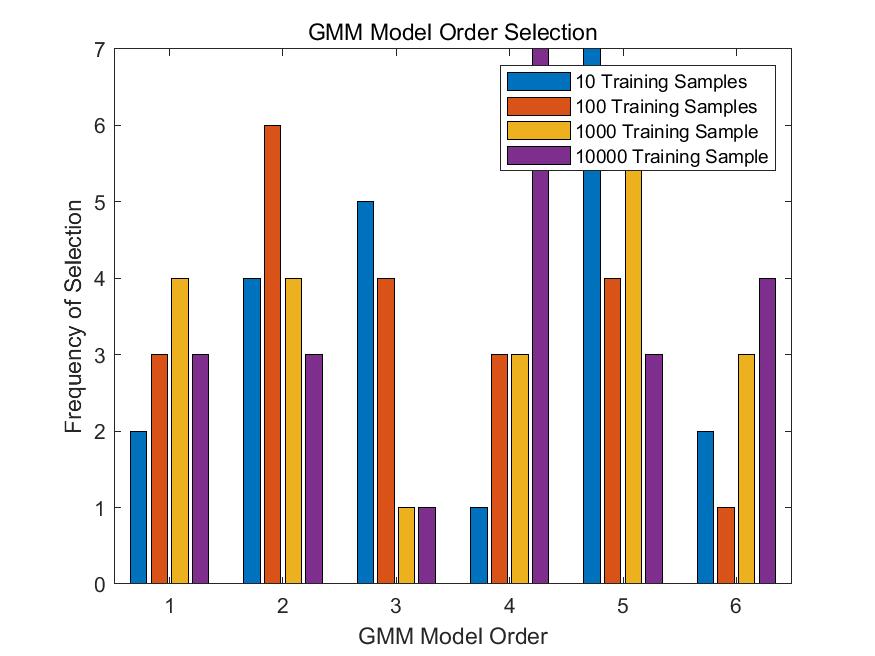 GMM Model Order Selection
7
6
5
4
3
2
1
0
Frequency of Selection
10 Training Samples
100 Training Samples
1000 Training Sample
10000 Training Sample
1 2 3 4 5 6
GMM Model Order